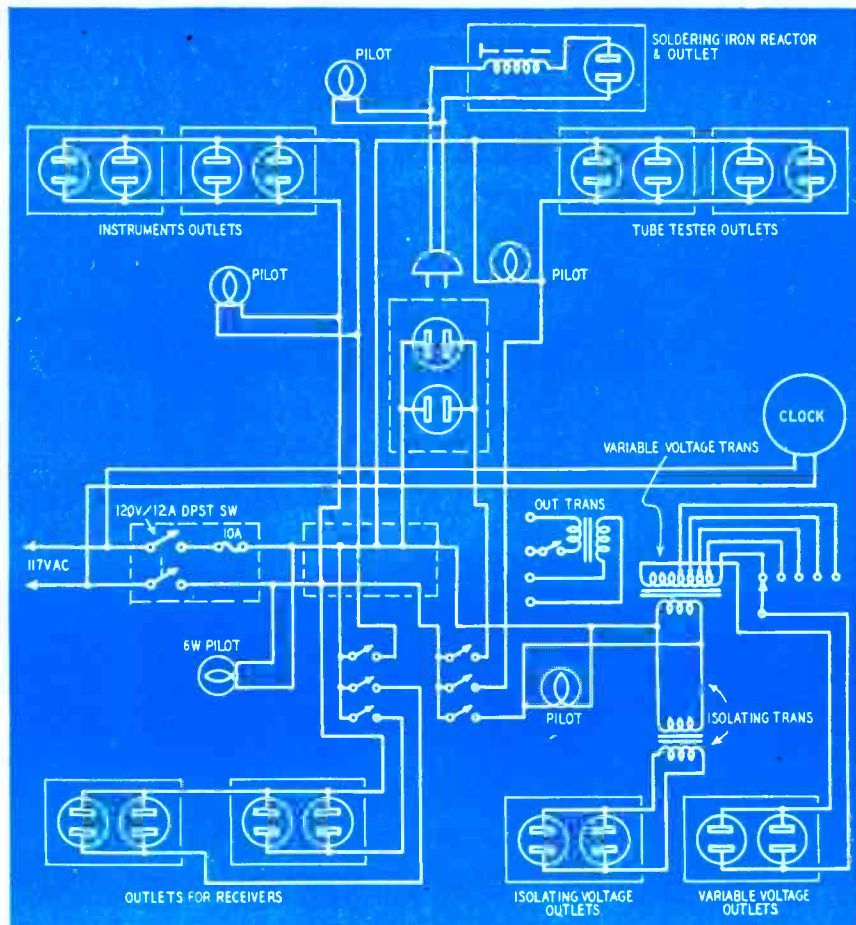 PILOT
SOLDERING IRON REACTOR
& OUTLET
INSTRUMENTS OUTLETS
TUBE TESTER OUTLETS
PILOT
PILOT
CLOCK
VARIABLE VOLTAGE TRANS
120V/12A DPST SW
10A
OUT TRANS
117VAC
6W PILOT
PILOT
ISOLATING TRANS
OUTLETS FOR RECEIVERS
ISOLATING VOLTAGE
OUTLETS
VARIABLE VOLTAGE
OUTLETS